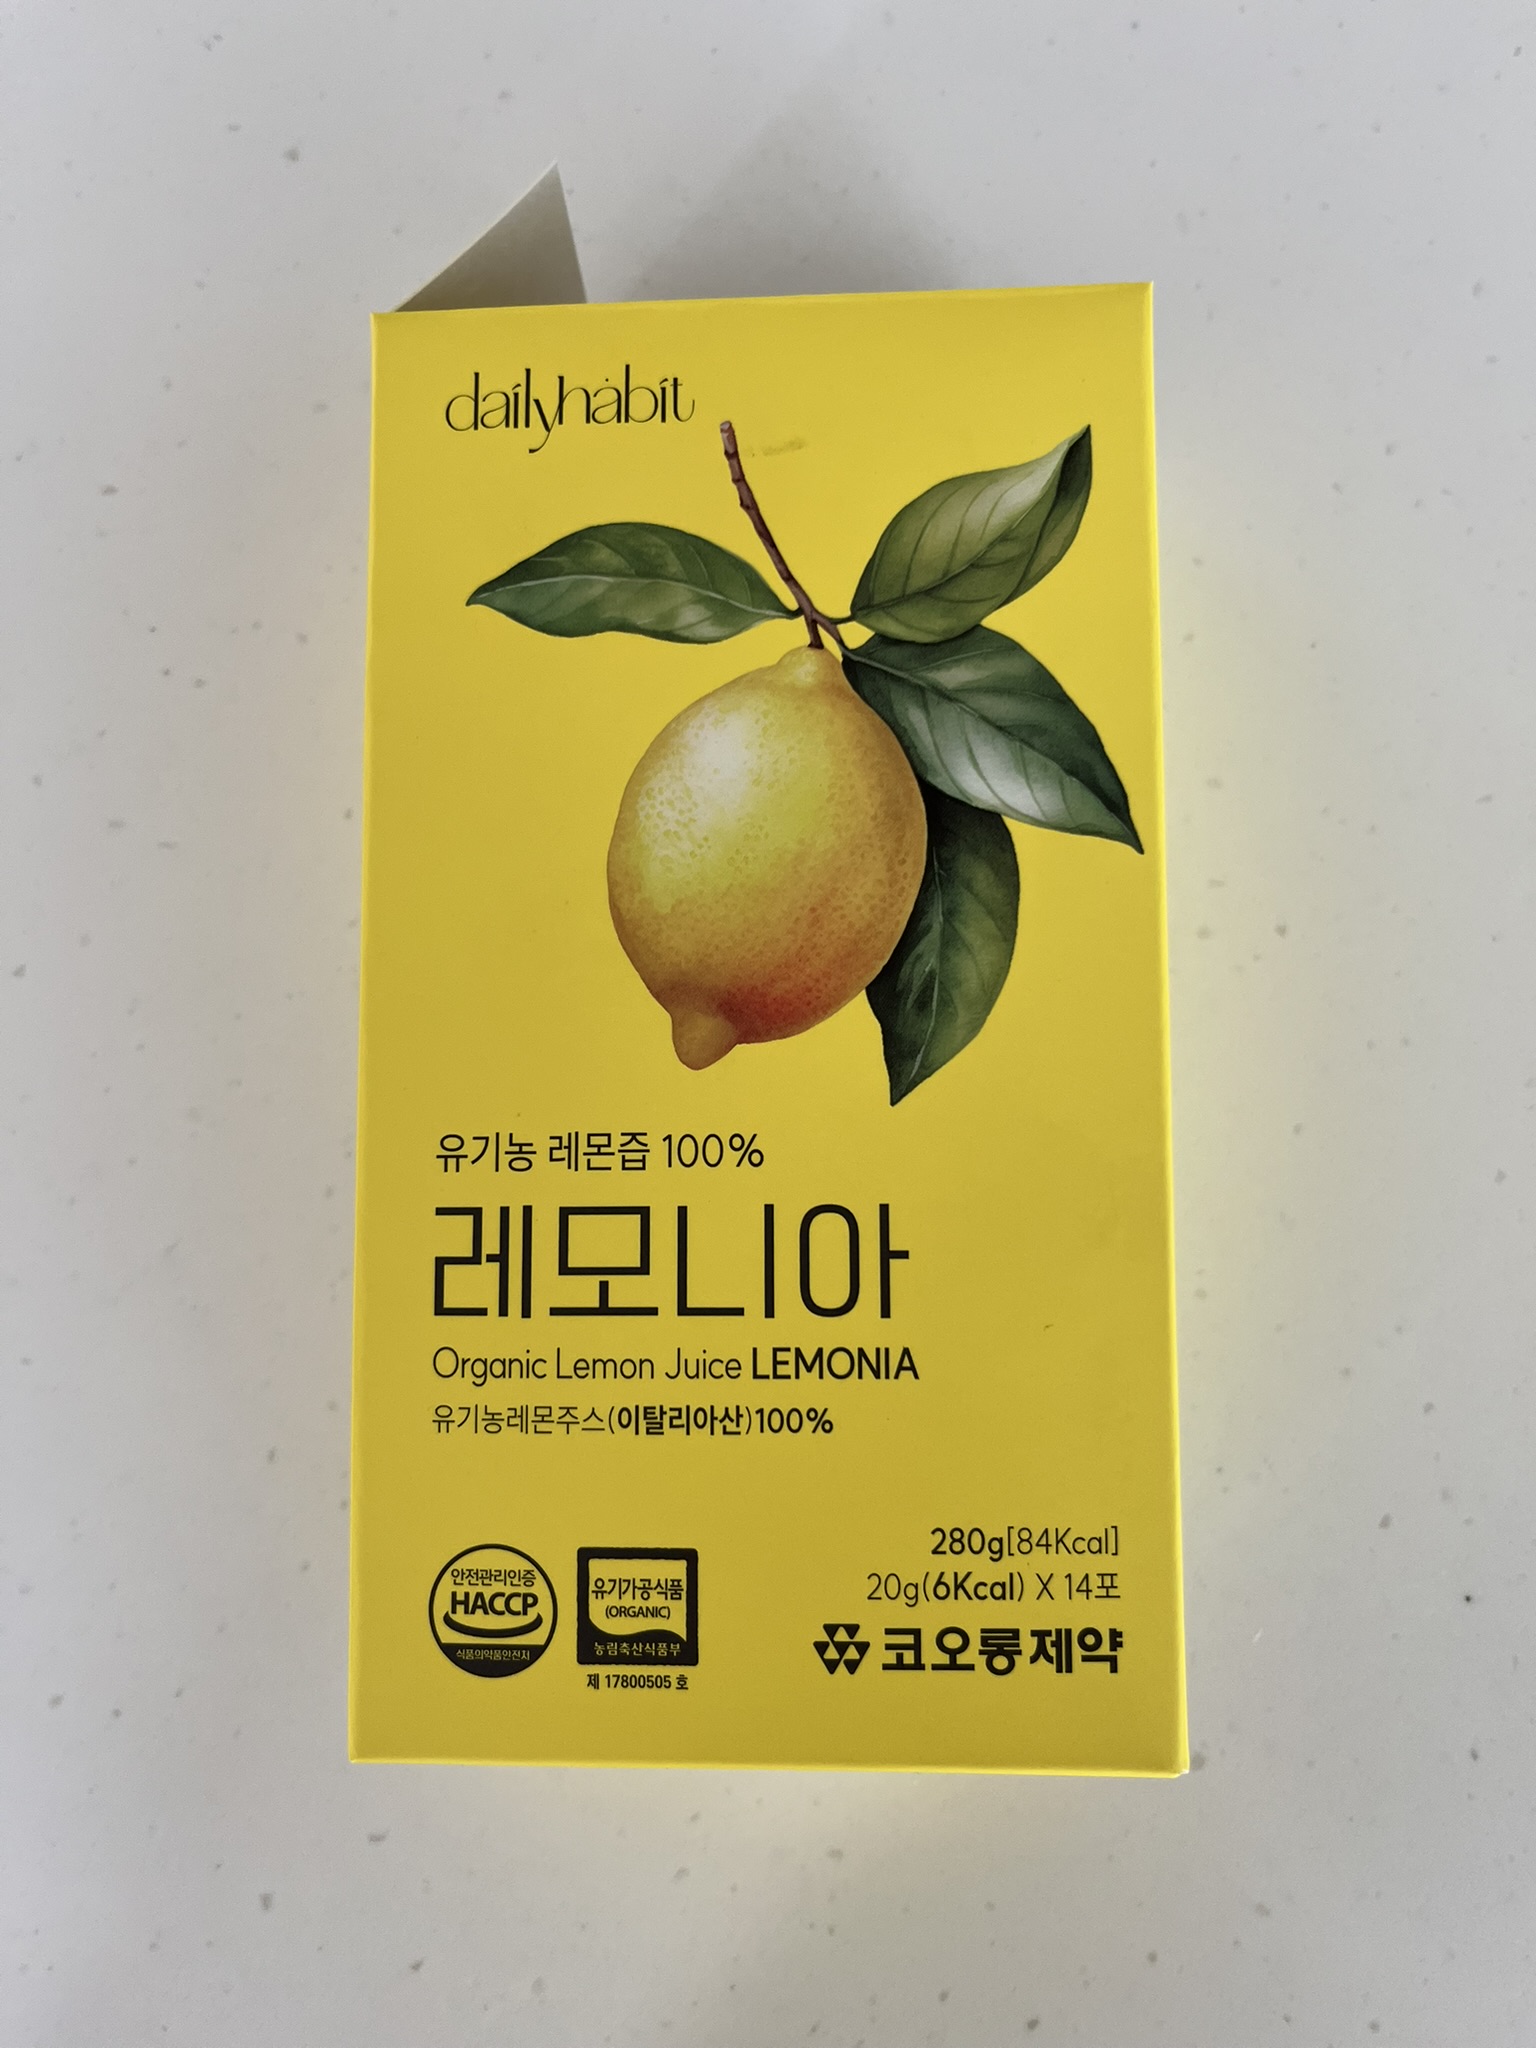 dailyhabit
유기농 레몬즙 100%
레모니아
Organic Lemon Juice LEMONIA
유기농레몬주스(이탈리아산)100%
안전관리인증
HACCP
식품의약품안전처
유기가공식품
(ORGANIC)
농림축산식품부
제 17800505 호
280g[84Kcal]
20g(6Kcal) X 14포
코오롱제약